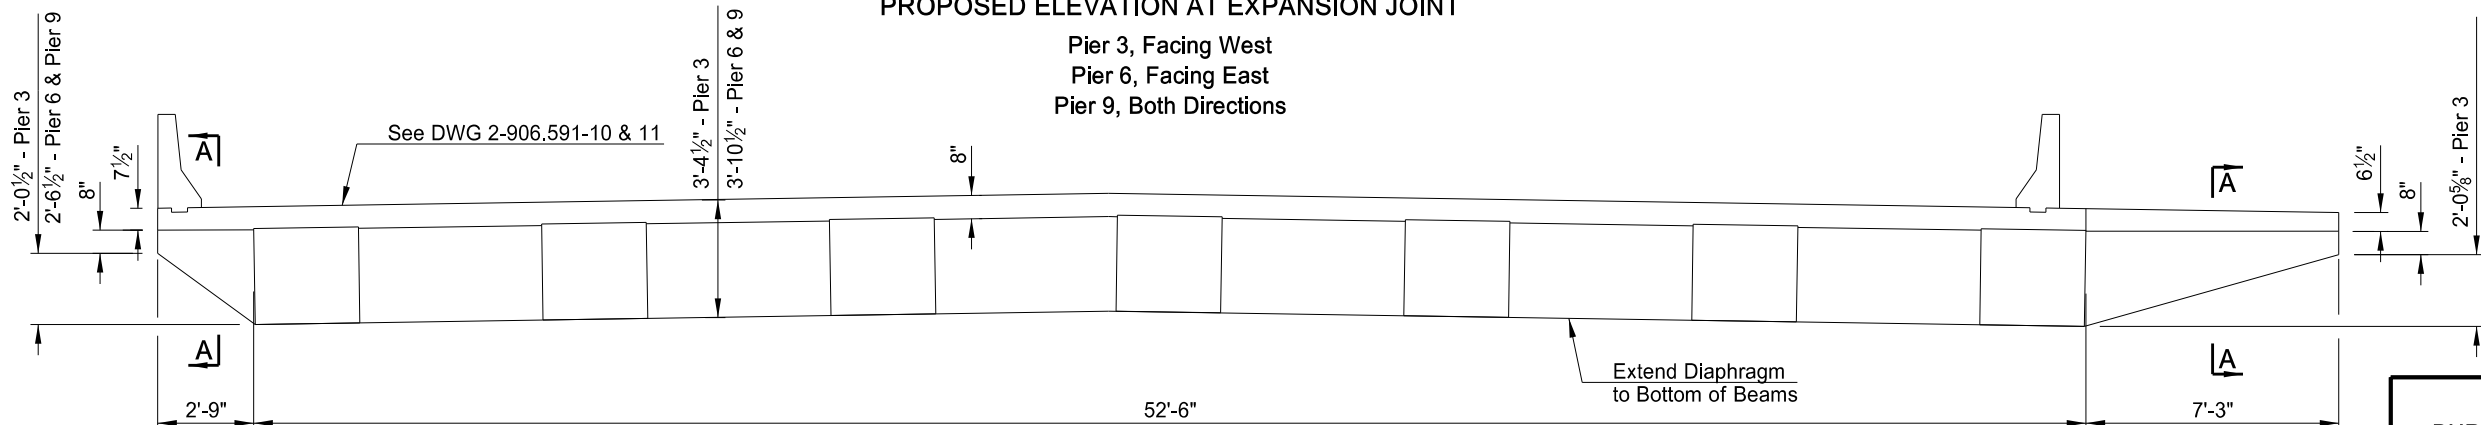 PROPOSED ELEVATION AT EXPANSION JOINT
Pier 3, Facing West
Pier 6, Facing East
Pier 9, Both Directions
2'-0½" - Pier 3
2'-6½" - Pier 6 & Pier 9
8"
7½"
A
See DWG 2-906.591-10 & 11
3'-4½" - Pier 3
3'-10½" - Pier 6 & 9
8"
A
6½"
8"
2'-0⅝" - Pier 3
A
Extend Diaphragm
to Bottom of Beams
A
2'-9"
52'-6"
7'-3"